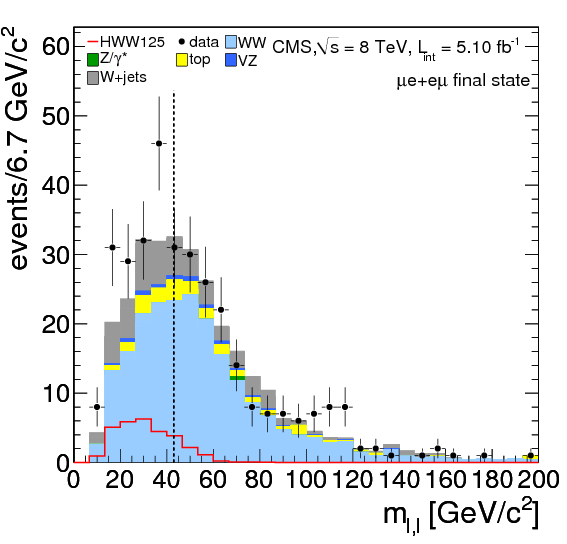 HWW125 data WW CMS,√s = 8 TeV, L_int = 5.10 fb⁻¹
Z/γ* top VZ
W+jets μe+eμ final state
events/6.7 GeV/c²
60
50
40
30
20
10
0
0 20 40 60 80 100 120 140 160 180 200
m_l,l [GeV/c²]